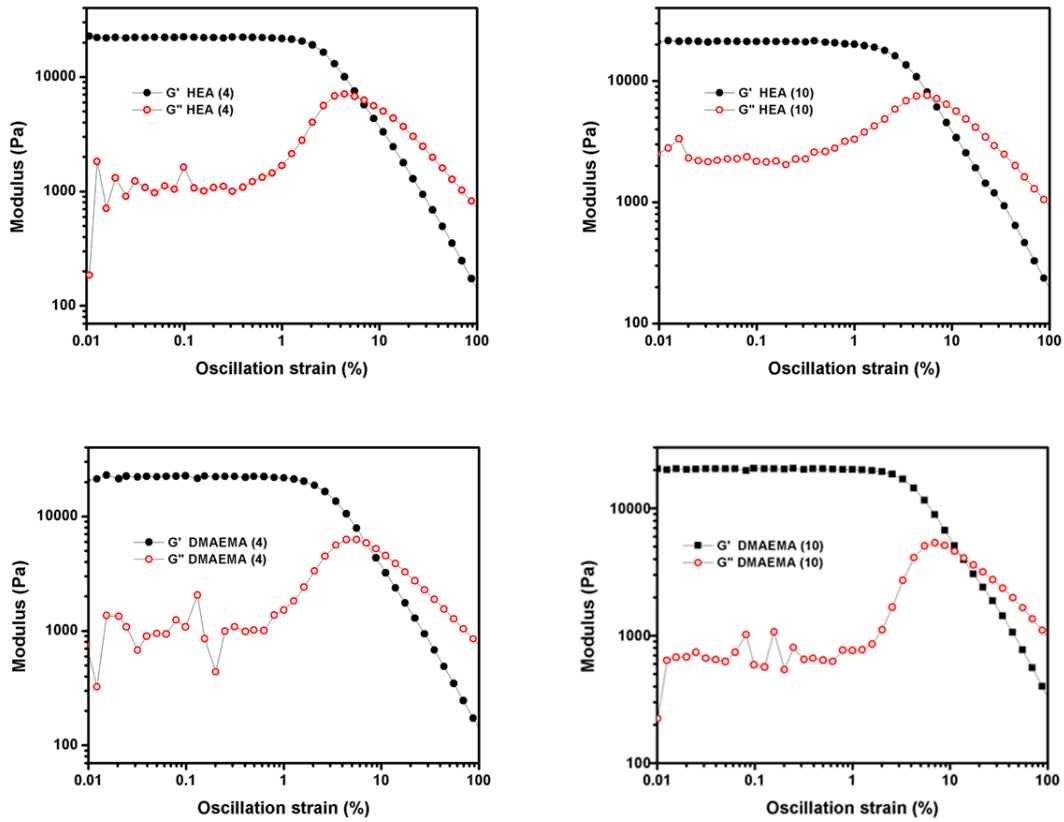 10000
1000
100
Modulus (Pa)
G' HEA (4)
G'' HEA (4)
0.01 0.1 1 10 100
Oscillation strain (%)
10000
1000
100
Modulus (Pa)
G' HEA (10)
G'' HEA (10)
0.01 0.1 1 10 100
Oscillation strain (%)
10000
1000
100
Modulus (Pa)
G' DMAEMA (4)
G'' DMAEMA (4)
0.01 0.1 1 10 100
Oscillation strain (%)
10000
1000
100
Modulus (Pa)
G' DMAEMA (10)
G'' DMAEMA (10)
0.01 0.1 1 10 100
Oscillation strain (%)